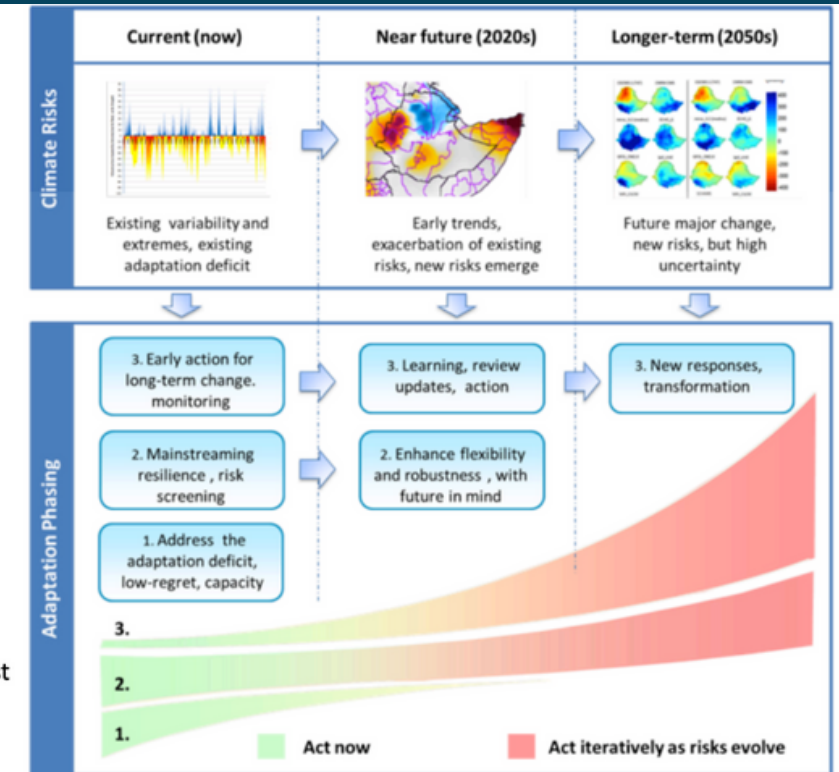 Current (now)
Near future (2020s)
Longer-term (2050s)
Climate Risks
Existing variability and
extremes, existing
adaptation deficit
Early trends,
exacerbation of existing
risks, new risks emerge
Future major change,
new risks, but high
uncertainty
Adaptation Phasing
3. Early action for
long-term change.
monitoring
3. Learning, review
updates, action
3. New responses,
transformation
2. Mainstreaming
resilience , risk
screening
2. Enhance flexibility
and robustness , with
future in mind
1. Address the
adaptation deficit,
low-regret, capacity
3.
2.
1.
st
Act now
Act iteratively as risks evolve